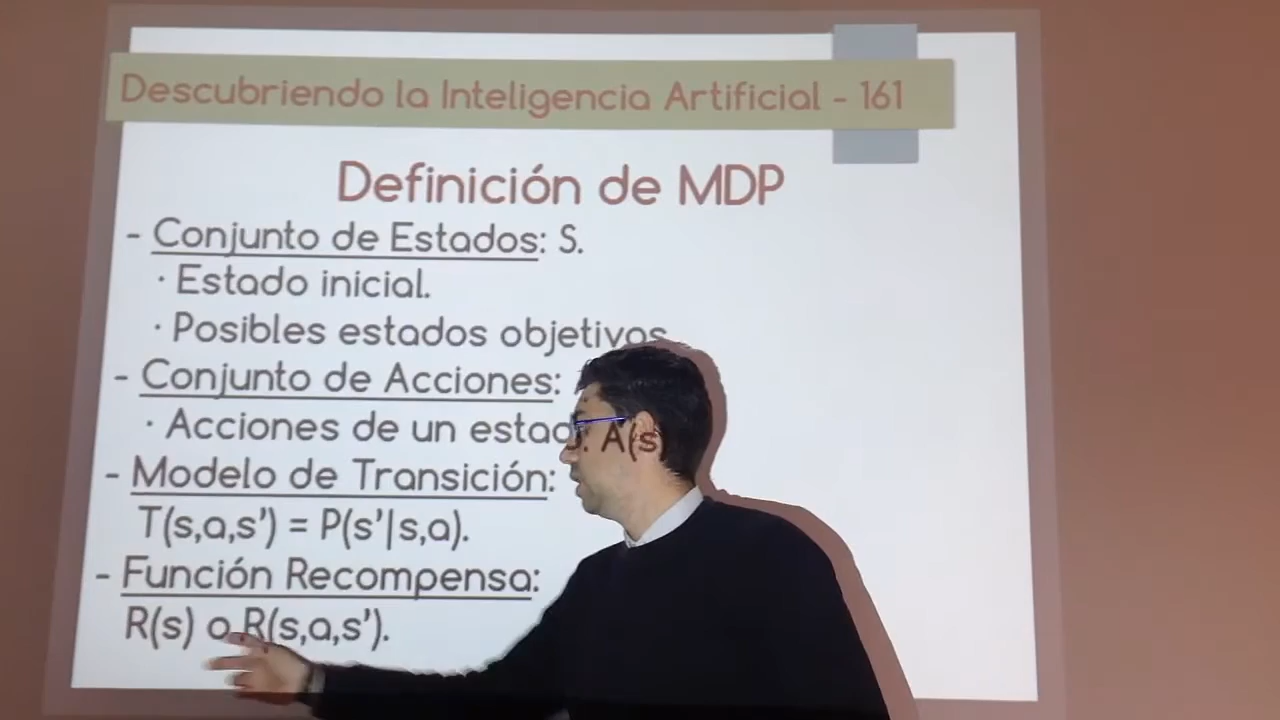 Descubriendo la Inteligencia Artificial - 161
Definición de MDP
- Conjunto de Estados: S.
· Estado inicial.
· Posibles estados objetivos
- Conjunto de Acciones:
· Acciones de un estado: A(s
- Modelo de Transición:
T(s,a,s’) = P(s’|s,a).
- Función Recompensa:
R(s) o R(s,a,s’).